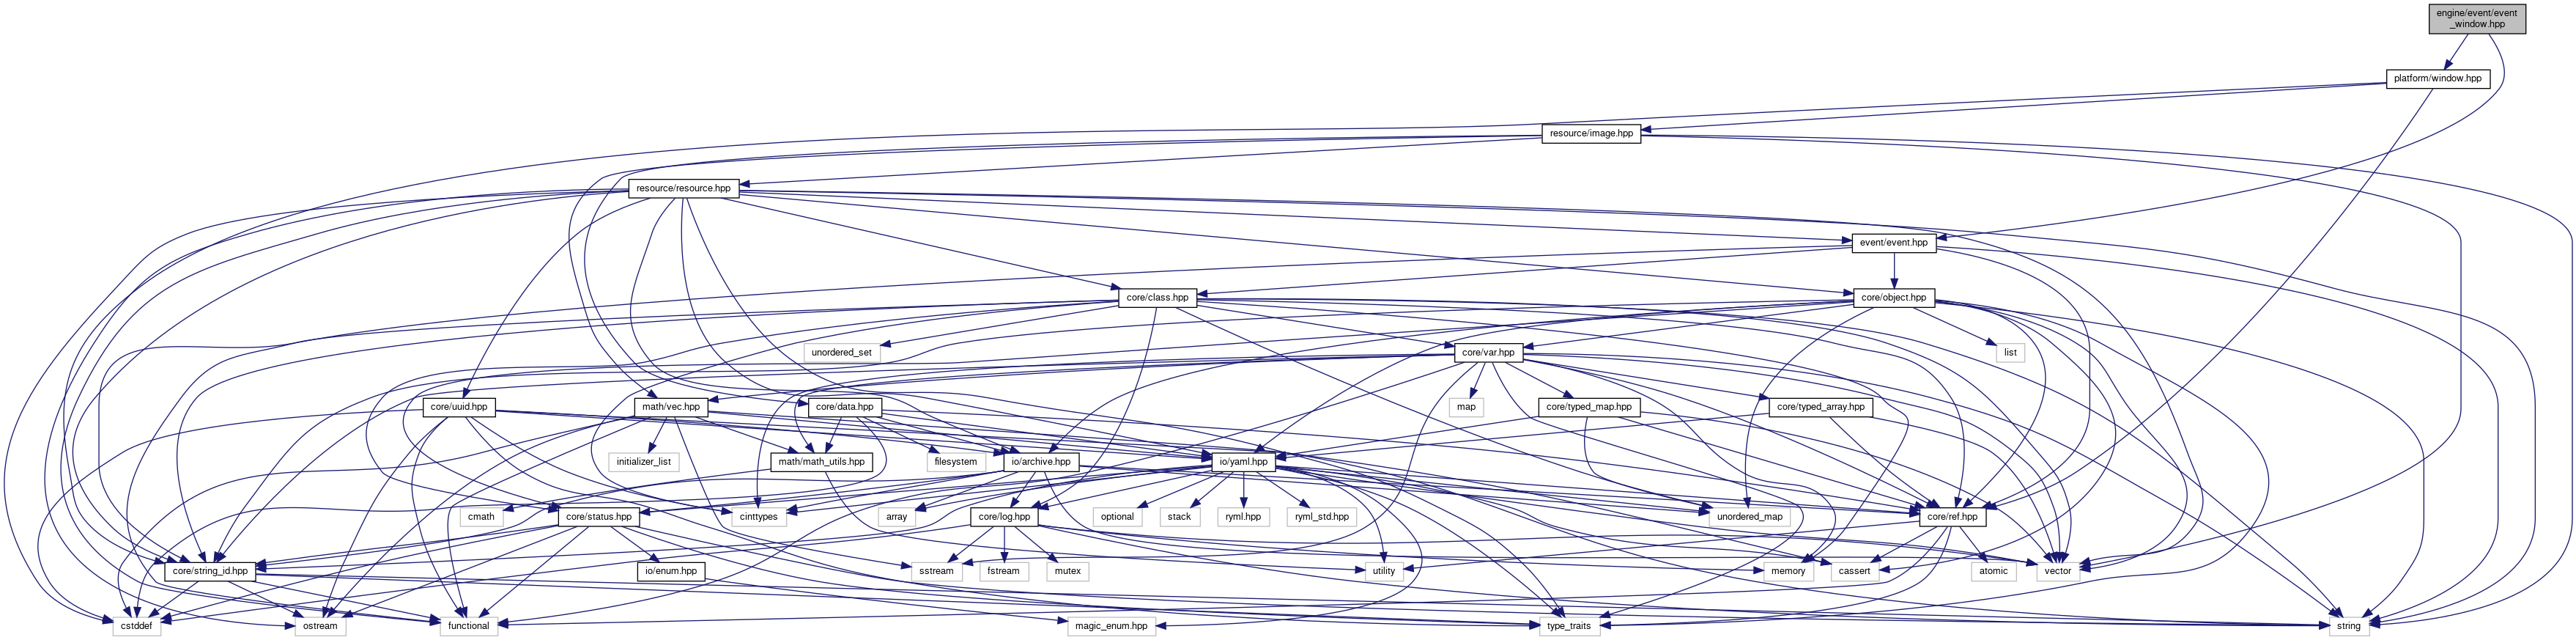 engine/event/event
_window.hpp
platform/window.hpp
resource/image.hpp
resource/resource.hpp
event/event.hpp
core/class.hpp
core/object.hpp
unordered_set
core/var.hpp
list
core/uuid.hpp
math/vec.hpp
core/data.hpp
map
core/typed_map.hpp
core/typed_array.hpp
initializer_list
math/math_utils.hpp
filesystem
io/archive.hpp
io/yaml.hpp
cmath
core/status.hpp
cinttypes
array
core/log.hpp
optional
stack
ryml.hpp
ryml_std.hpp
unordered_map
core/ref.hpp
core/string_id.hpp
io/enum.hpp
sstream
fstream
mutex
utility
memory
cassert
atomic
vector
cstddef
ostream
functional
magic_enum.hpp
type_traits
string